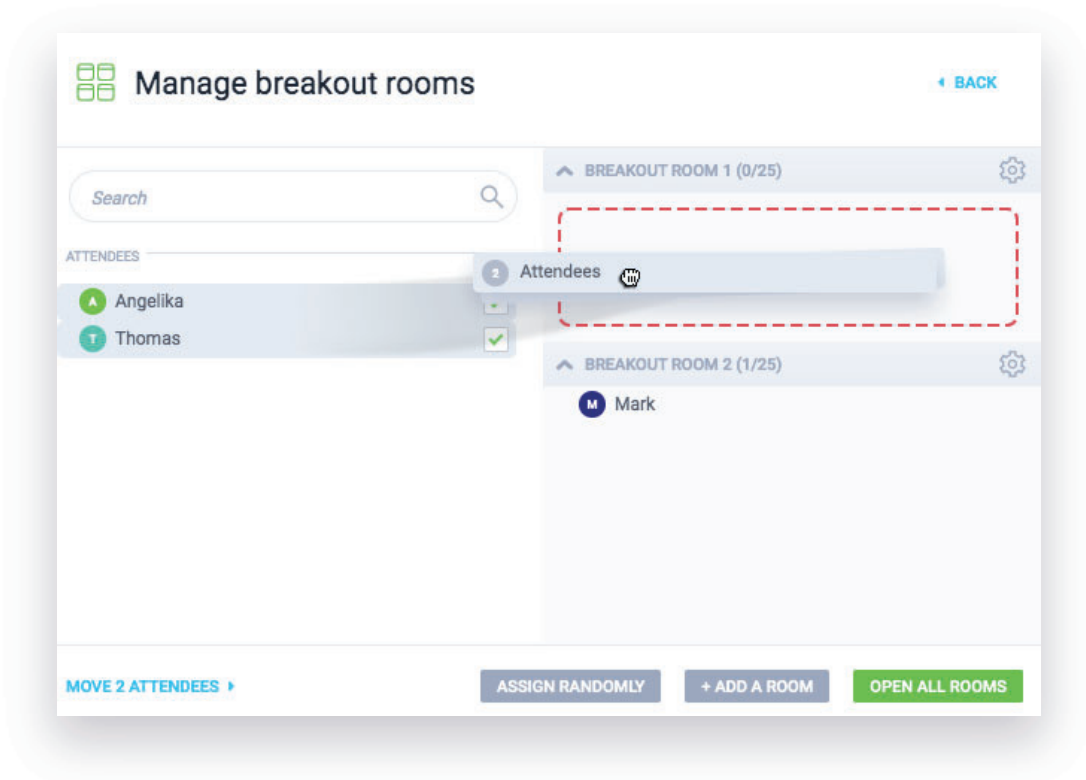 Manage breakout rooms
BACK
Search
ATTENDEES
A Angelika
T Thomas
2 Attendees
BREAKOUT ROOM 1 (0/25)
BREAKOUT ROOM 2 (1/25)
M Mark
MOVE 2 ATTENDEES
ASSIGN RANDOMLY
+ ADD A ROOM
OPEN ALL ROOMS